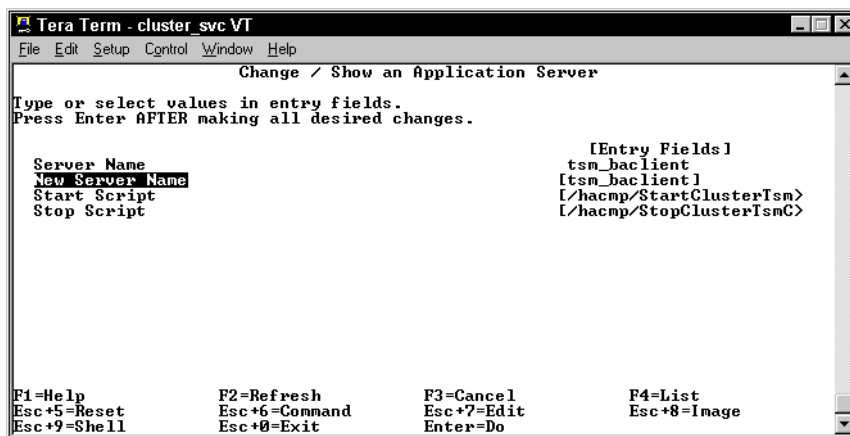 Tera Term - cluster_svc VT
File Edit Setup Control Window Help
Change / Show an Application Server
Type or select values in entry fields.
Press Enter AFTER making all desired changes.
[Entry Fields]
Server Name tsm_baclient
New Server Name [tsm_baclient]
Start Script [/hacmp/StartClusterTsm>
Stop Script [/hacmp/StopClusterTsmC>
F1=Help F2=Refresh F3=Cancel F4=List
Esc+5=Reset Esc+6=Command Esc+7=Edit Esc+8=Image
Esc+9=Shell Esc+0=Exit Enter=Do